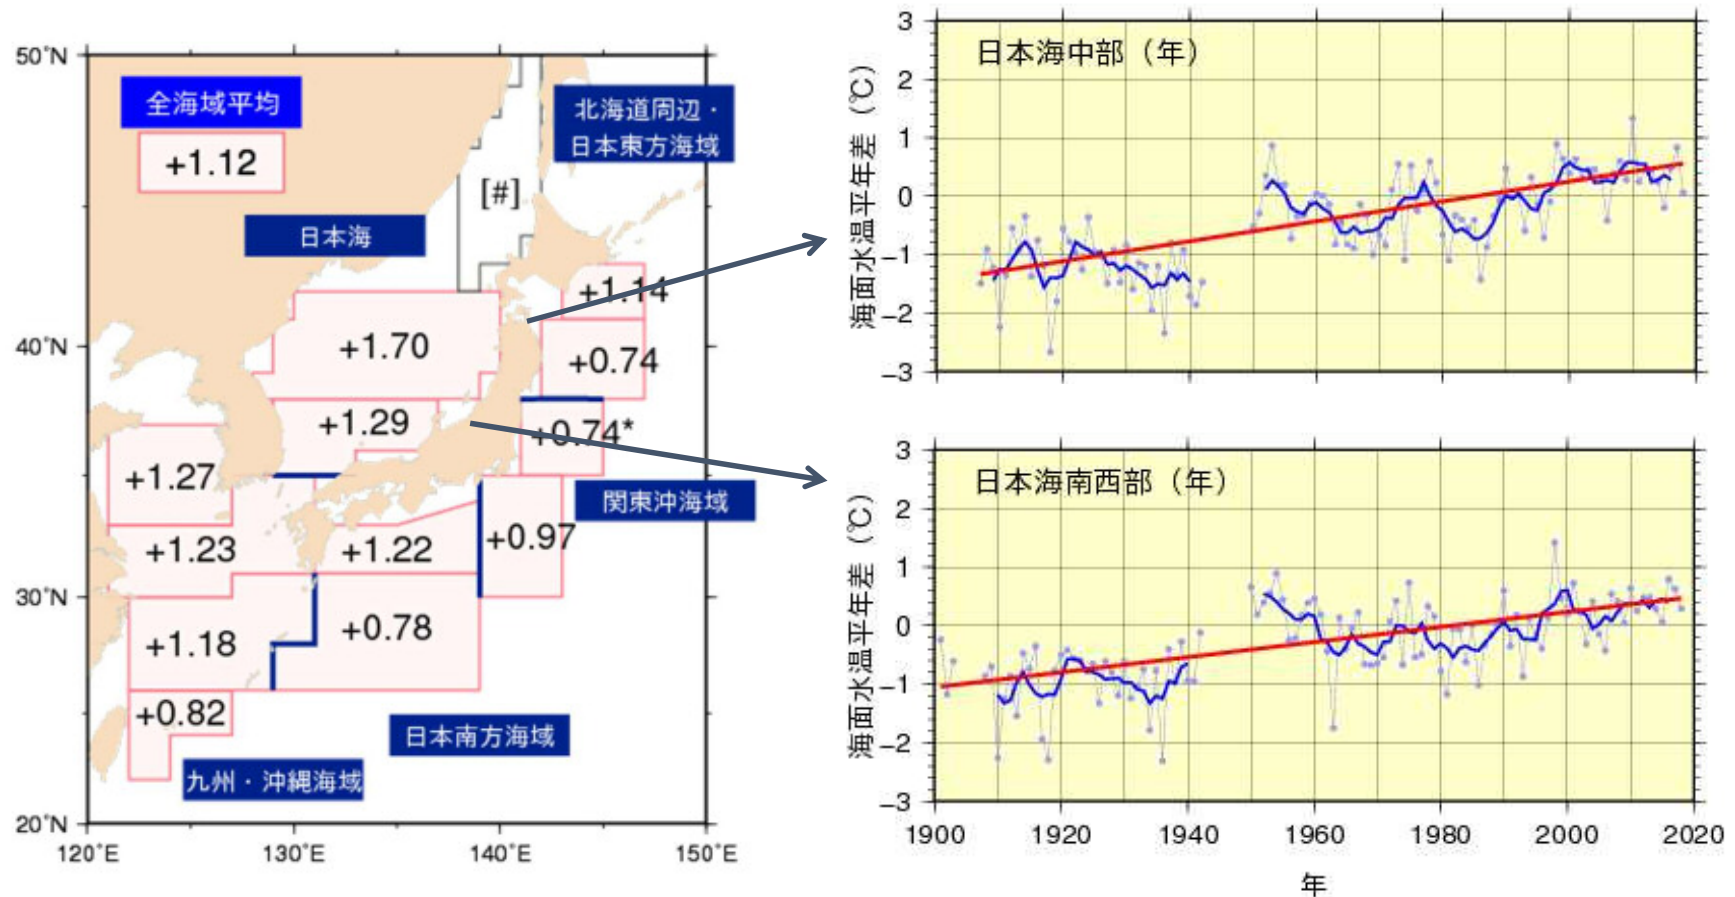 50°N
40°N
30°N
20°N
120°E
130°E
140°E
150°E
全海域平均
+1.12
北海道周辺・
日本東方海域
[#]
日本海
+1.14
+1.70
+0.74
+1.29
+0.74*
+1.27
関東沖海域
+1.23
+1.22
+0.97
+1.18
+0.78
+0.82
日本南方海域
九州・沖縄海域
日本海中部（年）
海面水温平年差（℃）
3
2
1
0
−1
−2
−3
日本海南西部（年）
海面水温平年差（℃）
3
2
1
0
−1
−2
−3
1900
1920
1940
1960
1980
2000
2020
年